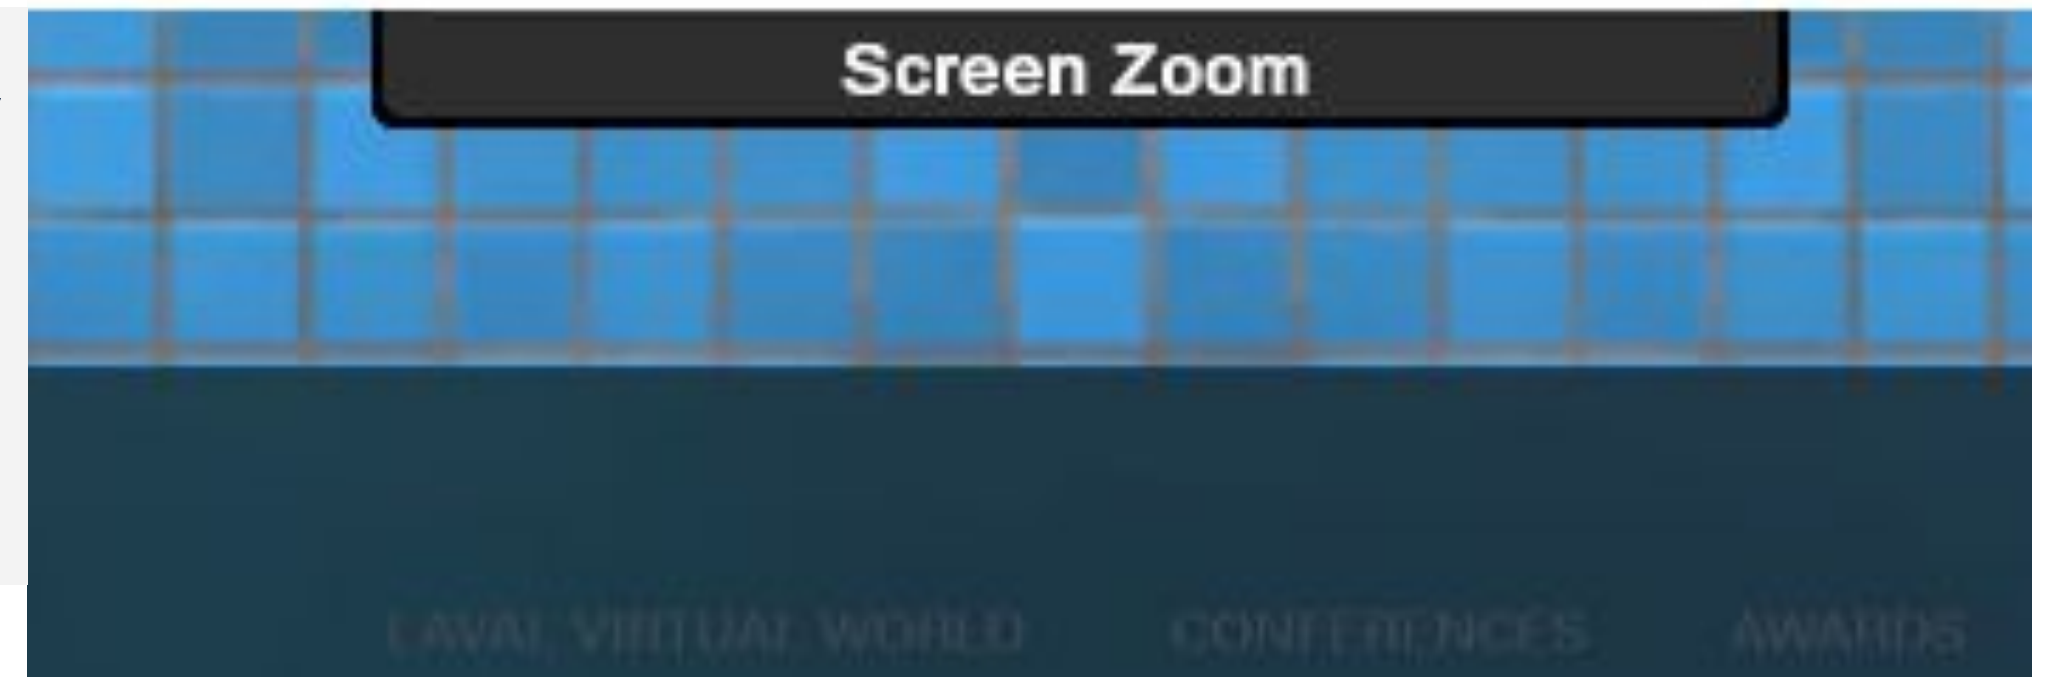 Screen Zoom
LAVAL VIRTUAL WORLD CONFERENCES AWARDS